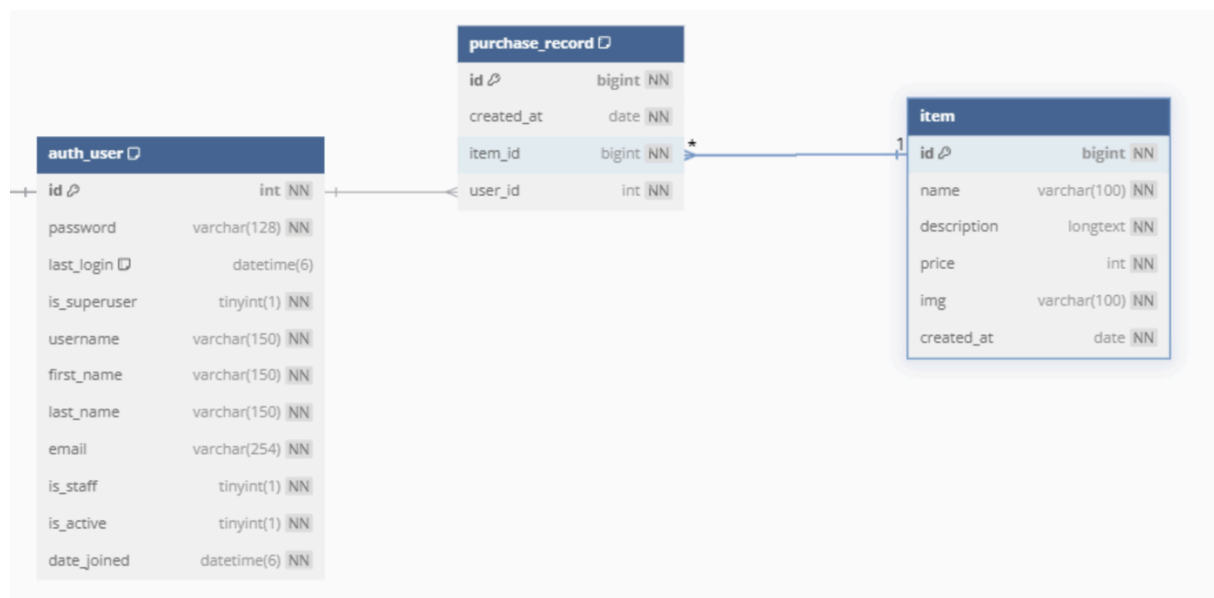 purchase_record
id bigint NN
created_at date NN
item_id bigint NN
user_id int NN
* 1
item
id bigint NN
name varchar(100) NN
description longtext NN
price int NN
img varchar(100) NN
created_at date NN
auth_user
id int NN
password varchar(128) NN
last_login datetime(6)
is_superuser tinyint(1) NN
username varchar(150) NN
first_name varchar(150) NN
last_name varchar(150) NN
email varchar(254) NN
is_staff tinyint(1) NN
is_active tinyint(1) NN
date_joined datetime(6) NN